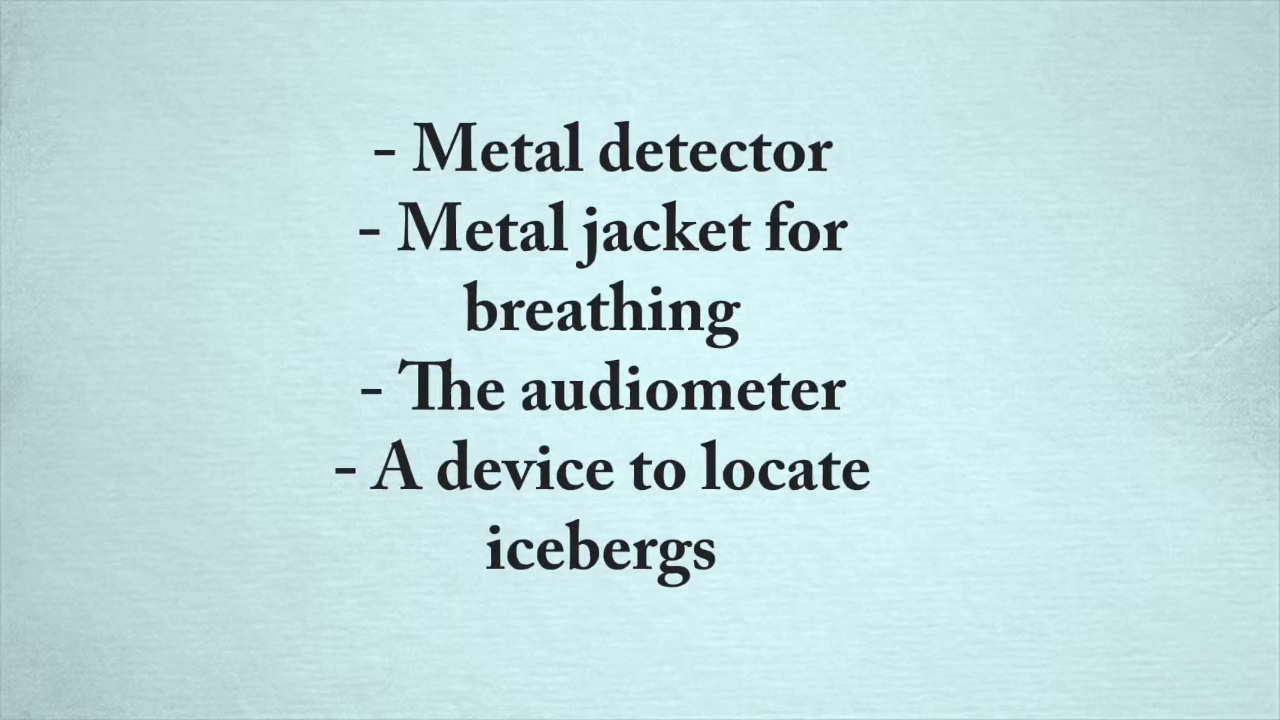 - Metal detector
- Metal jacket for
breathing
- The audiometer
- A device to locate
icebergs